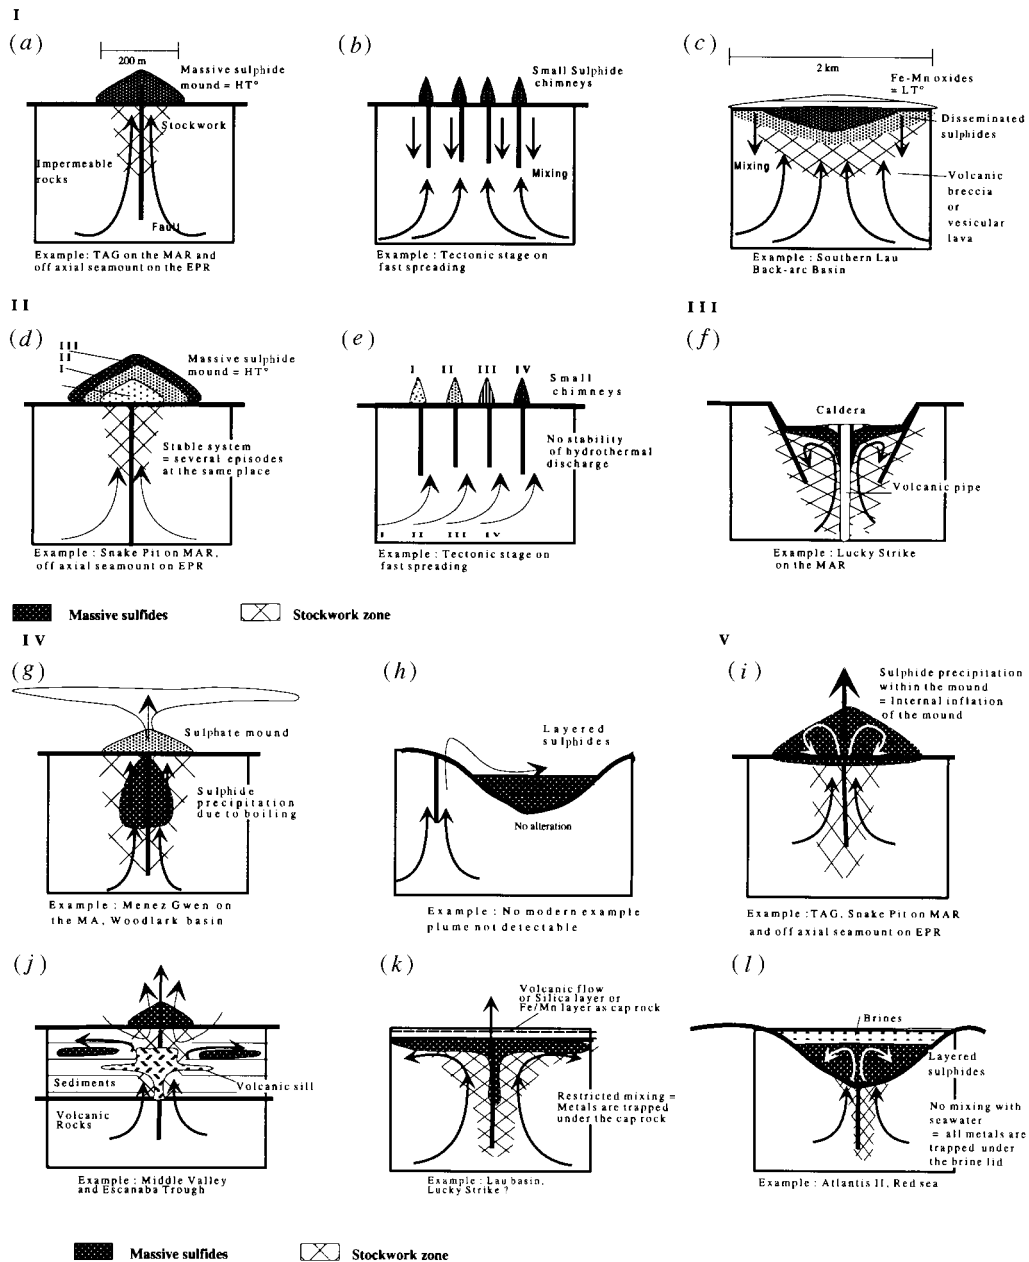 I
(a)
200 m
Massive sulphide
mound = HT°
Stockwork
Impermeable
rocks
Fault
Example : TAG on the MAR and
off axial seamount on the EPR
(b)
Small Sulphide
chimneys
Mixing
Example : Tectonic stage on
fast spreading
(c)
2 km
Fe-Mn oxides
= LT°
Disseminated
sulphides
Mixing
Volcanic
breccia
or
vesicular
lava
Example : Southern Lau
Back-arc Basin
II
(d)
III
II
I
Massive sulphide
mound = HT°
Stable system
= several episodes
at the same place
Example : Snake Pit on MAR,
off axial seamount on EPR
(e)
I II III IV
Small
chimneys
No stability
of hydrothermal
discharge
I II III IV
Example : Tectonic stage on
fast spreading
III
(f)
Caldera
Volcanic pipe
Example : Lucky Strike
on the MAR
Massive sulfides
Stockwork zone
IV
(g)
Sulphate mound
Sulphide
precipitation
due to boiling
Example : Menez Gwen on
the MA, Woodlark basin
(h)
Layered
sulphides
No alteration
Example : No modern example
plume not detectable
V
(i)
Sulphide precipitation
within the mound
= Internal inflation
of the mound
Example : TAG, Snake Pit on MAR
and off axial seamount on EPR
(j)
Sediments
Volcanic sill
Volcanic
Rocks
Example : Middle Valley
and Escanaba Trough
(k)
Volcanic flow
or Silica layer or
Fe/Mn layer as cap rock
Restricted mixing =
Metals are trapped
under the cap rock
Example : Lau basin,
Lucky Strike ?
(l)
Brines
Layered
sulphides
No mixing with
seawater
= all metals are
trapped under
the brine lid
Example : Atlantis II, Red sea
Massive sulfides
Stockwork zone